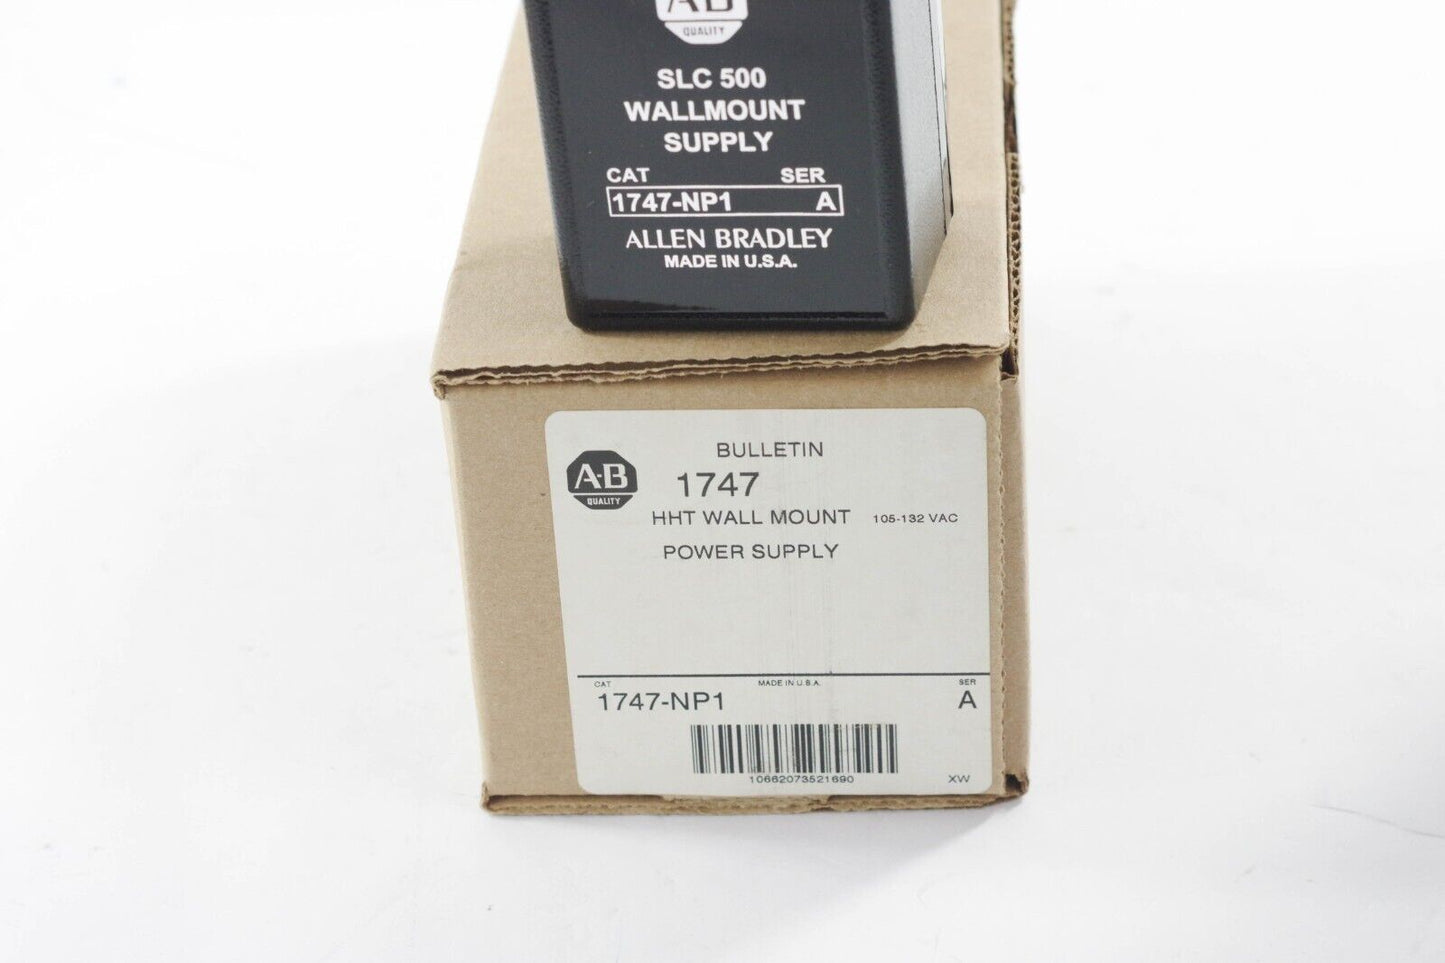 AB
QUALITY
SLC 500
WALLMOUNT
SUPPLY
CAT SER
1747-NP1 A
ALLEN BRADLEY
MADE IN U.S.A.
BULLETIN
A-B
QUALITY
1747
HHT WALL MOUNT 105-132 VAC
POWER SUPPLY
CAT MADE IN U.S.A. SER
1747-NP1 A
10662073521690 XW